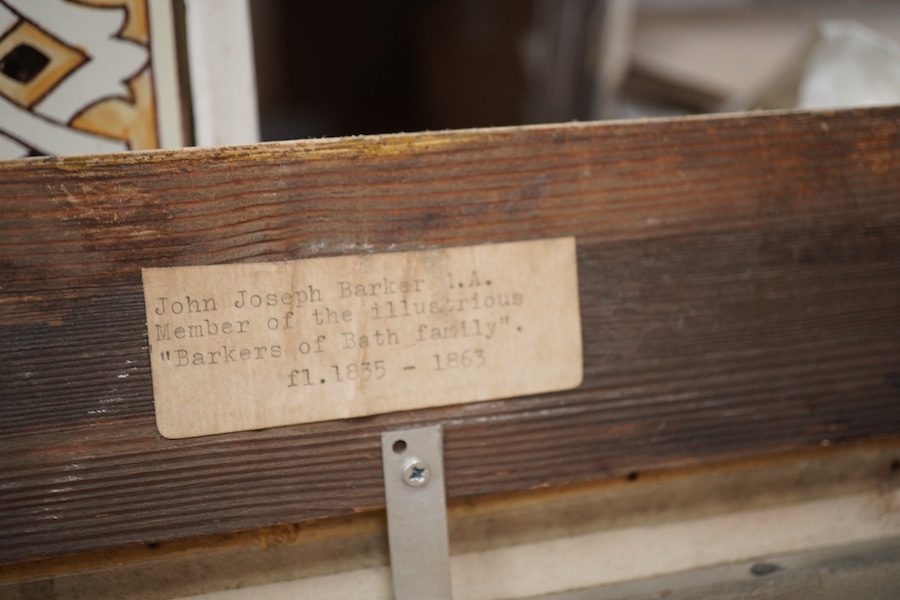 John Joseph Barker .A.
Member of the illustrious
"Barkers of Bath family".
fl.1835 - 1863